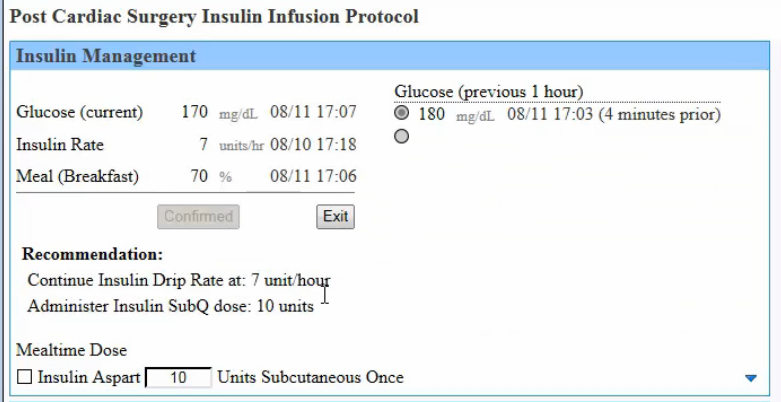 Post Cardiac Surgery Insulin Infusion Protocol
Insulin Management
Glucose (current) 170 mg/dL 08/11 17:07
Insulin Rate 7 units/hr 08/10 17:18
Meal (Breakfast) 70 % 08/11 17:06
Glucose (previous 1 hour)
180 mg/dL 08/11 17:03 (4 minutes prior)
Confirmed Exit
Recommendation:
Continue Insulin Drip Rate at: 7 unit/hour
Administer Insulin SubQ dose: 10 units
Mealtime Dose
Insulin Aspart 10 Units Subcutaneous Once